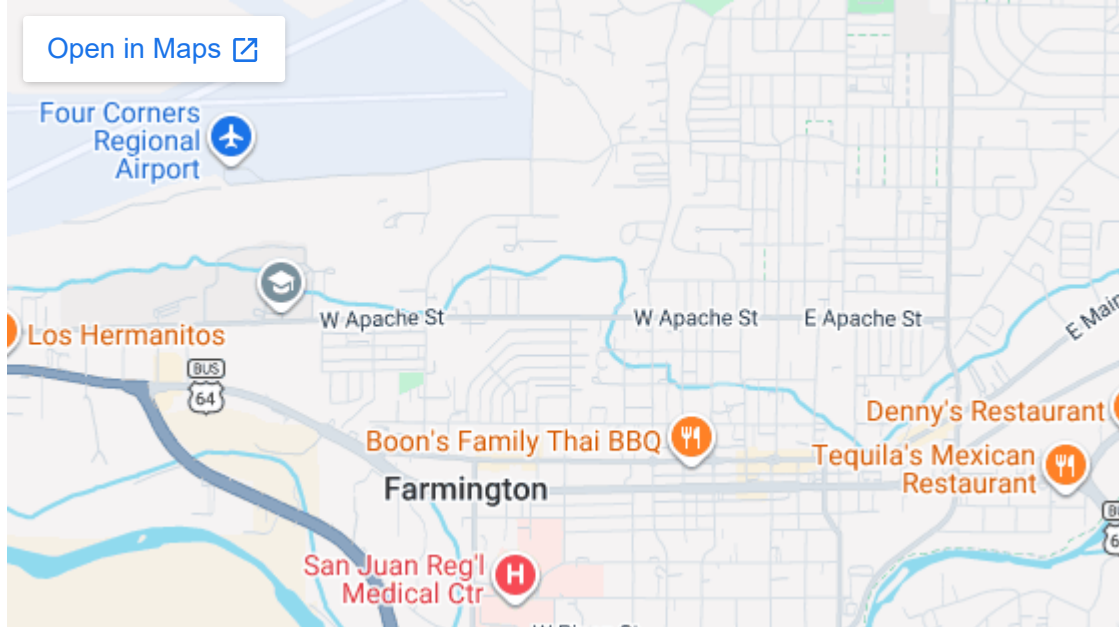 Open in Maps
Four Corners
Regional
Airport
W Apache St
W Apache St
E Apache St
E Main
Los Hermanitos
BUS
64
Denny's Restaurant
Boon's Family Thai BBQ
Tequila's Mexican
Restaurant
Farmington
San Juan Reg'l
Medical Ctr
H